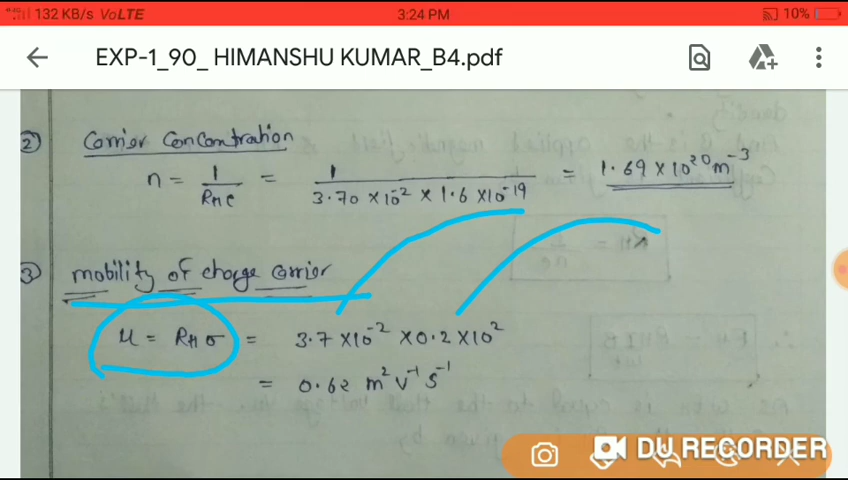 132 KB/s VoLTE 3:24 PM 10%
EXP-1_90_ HIMANSHU KUMAR_B4.pdf
② Carrier Concentration
n = 1/RHe = 1/3.70 × 10⁻² × 1.6 × 10⁻¹⁹ = 1.69 × 10²⁰ m⁻³
③ mobility of charge carrier
μ = RH σ = 3.7 × 10⁻² × 0.2 × 10²
= 0.62 m² V⁻¹ S⁻¹
DU RECORDER